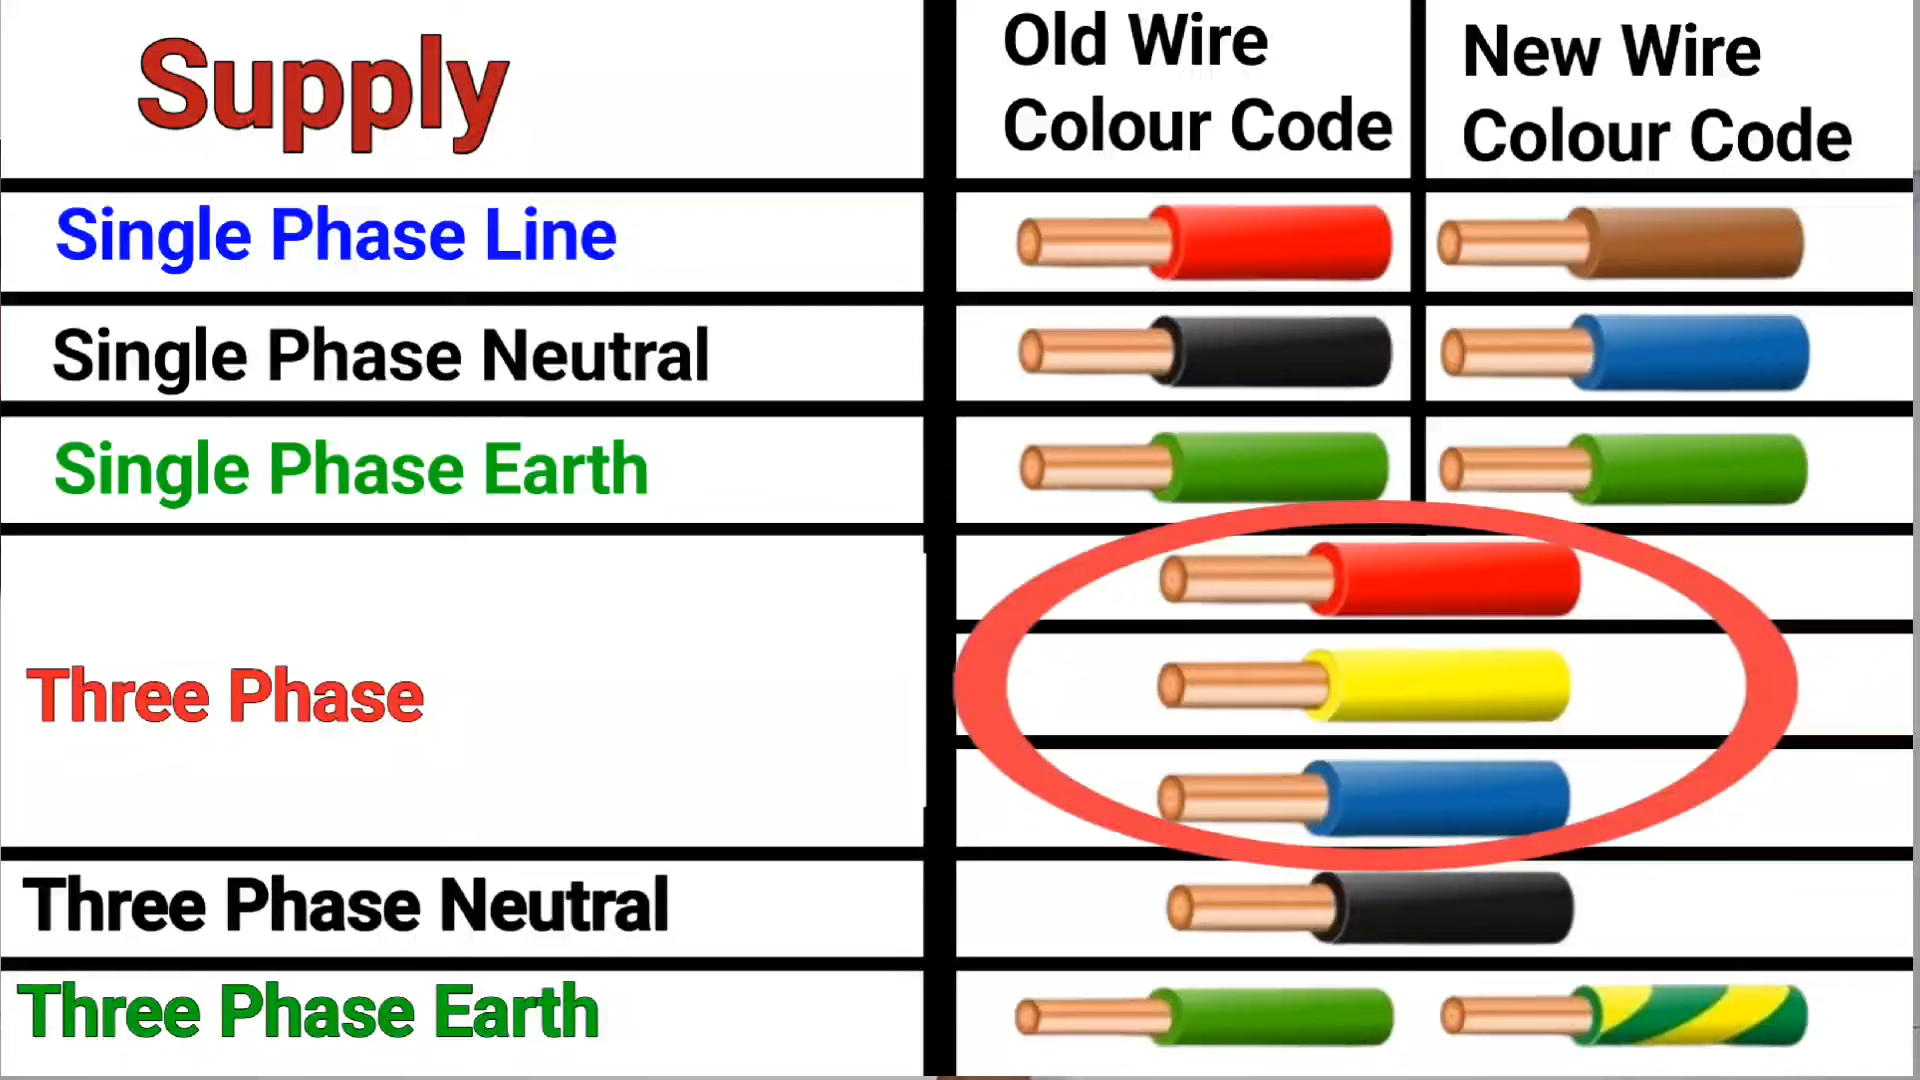 Supply
Old Wire
Colour Code
New Wire
Colour Code
Single Phase Line
Single Phase Neutral
Single Phase Earth
Three Phase
Three Phase Neutral
Three Phase Earth